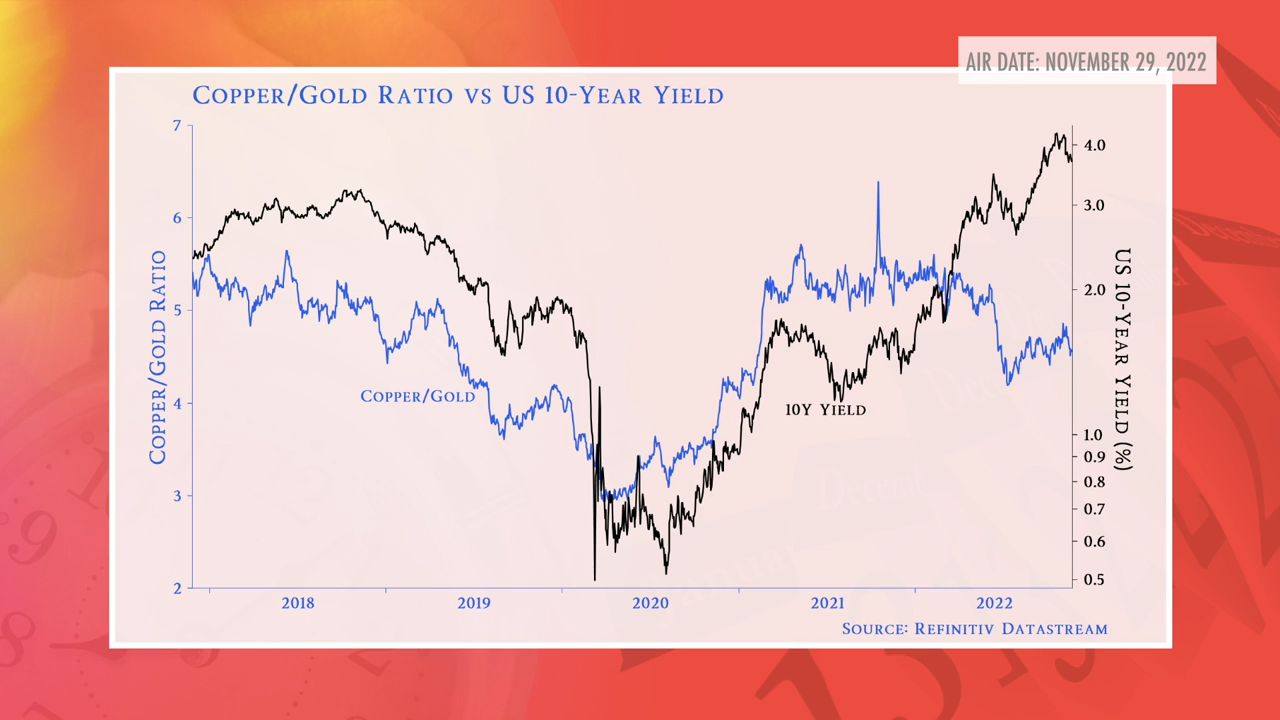 AIR DATE: NOVEMBER 29, 2022
COPPER/GOLD RATIO VS US 10-YEAR YIELD
7
6
5
4
3
2
COPPER/GOLD RATIO
4.0
3.0
2.0
1.0
0.9
0.8
0.7
0.6
0.5
US 10-YEAR YIELD (%)
COPPER/GOLD
10Y YIELD
2018
2019
2020
2021
2022
SOURCE: REFINITIV DATASTREAM